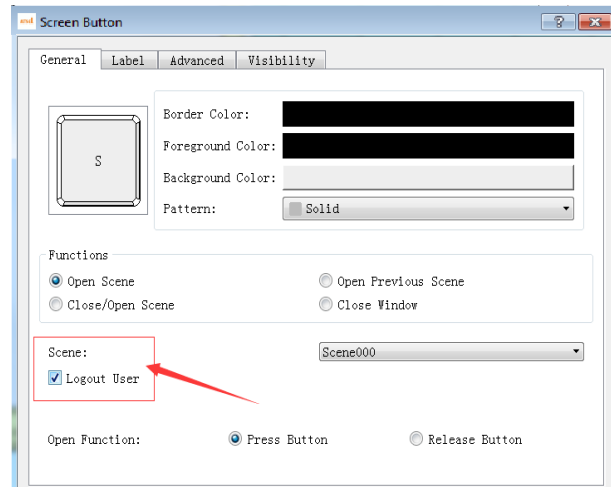 Screen Button
General Label Advanced Visibility
S
Border Color:
Foreground Color:
Background Color:
Pattern: Solid
Functions
Open Scene Open Previous Scene
Close/Open Scene Close Window
Scene: Scene000
Logout User
Open Function: Press Button Release Button